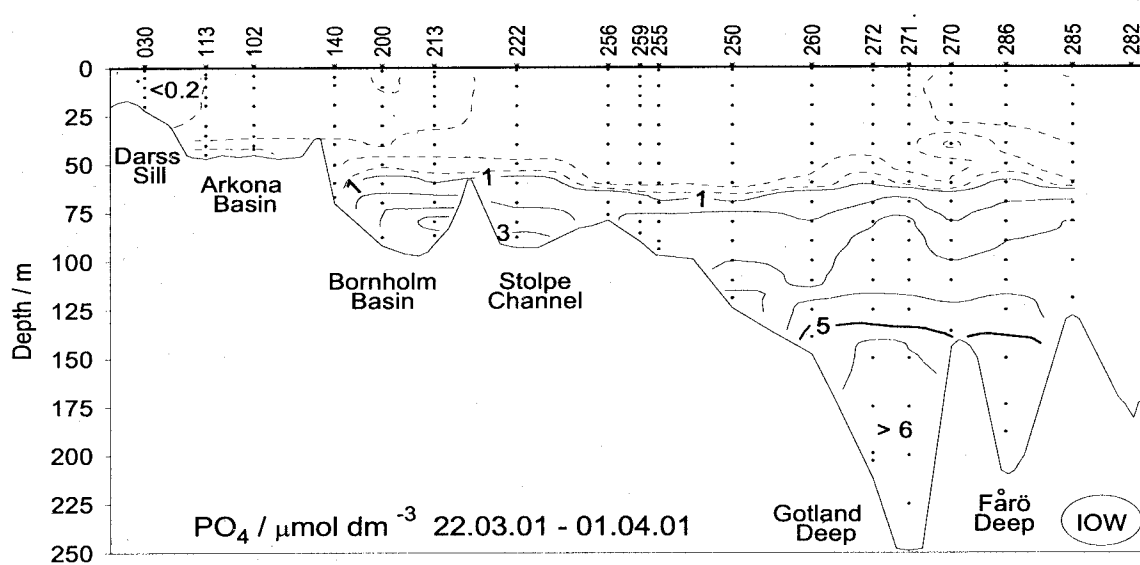 030 113 102 140 200 213 222 256 259 255 250 260 272 271 270 286 285 282
0
25
50
75
100
125
150
175
200
225
250
Depth / m
<0.2
Darss
Sill
Arkona
Basin
1
1
1
3
Bornholm
Basin
Stolpe
Channel
5
> 6
Gotland
Deep
Fårö
Deep
IOW
PO₄ / μmol dm⁻³ 22.03.01 - 01.04.01